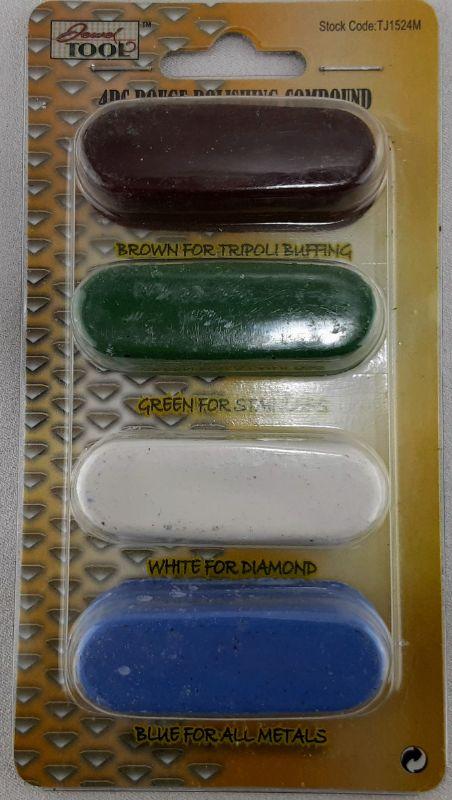 Jewel
TOOL™
Stock Code:TJ1524M
4PC ROUGE POLISHING COMPOUND
BROWN FOR TRIPOLI BUFFING
GREEN FOR
WHITE FOR DIAMOND
BLUE FOR ALL METALS